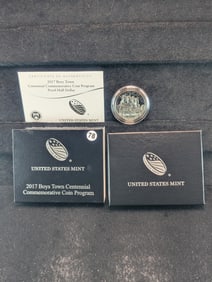 CERTIFICATE OF AUTHENTICITY
2017 Boys Town
Centennial Commemorative Coin Program
Proof Half Dollar
UNITED STATES MINT
78
UNITED STATES MINT
2017 Boys Town Centennial
Commemorative Coin Program
UNITED STATES MINT